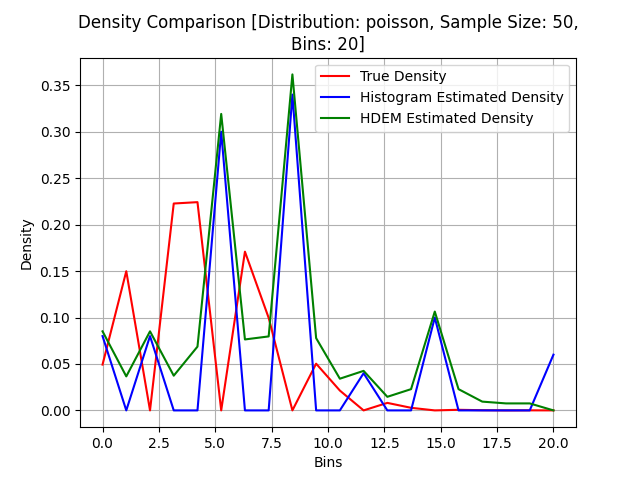 Density Comparison [Distribution: poisson, Sample Size: 50,
Bins: 20]
True Density
Histogram Estimated Density
HDEM Estimated Density
Density
0.35
0.30
0.25
0.20
0.15
0.10
0.05
0.00
0.0 2.5 5.0 7.5 10.0 12.5 15.0 17.5 20.0
Bins